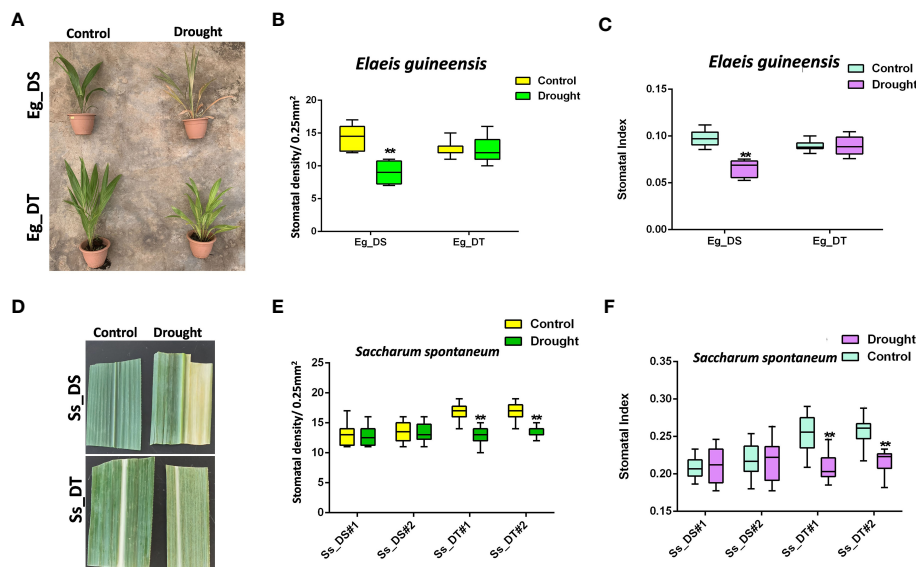 A
Control
Drought
Eg_DS
Eg_DT
B
Elaeis guineensis
Control
Drought
Stomatal density/ 0.25mm²
20
15
10
5
0
**
Eg_DS
Eg_DT
C
Elaeis guineensis
Control
Drought
Stomatal Index
0.15
0.10
0.05
0.00
**
Eg_DS
Eg_DT
D
Control
Drought
Ss_DS
Ss_DT
E
Control
Drought
Saccharum spontaneum
Stomatal density/ 0.25mm²
25
20
15
10
5
0
**
**
Ss_DS#1
Ss_DS#2
Ss_DT#1
Ss_DT#2
F
Drought
Control
Saccharum spontaneum
Stomatal Index
0.35
0.30
0.25
0.20
0.15
**
**
Ss_DS#1
Ss_DS#2
Ss_DT#1
Ss_DT#2